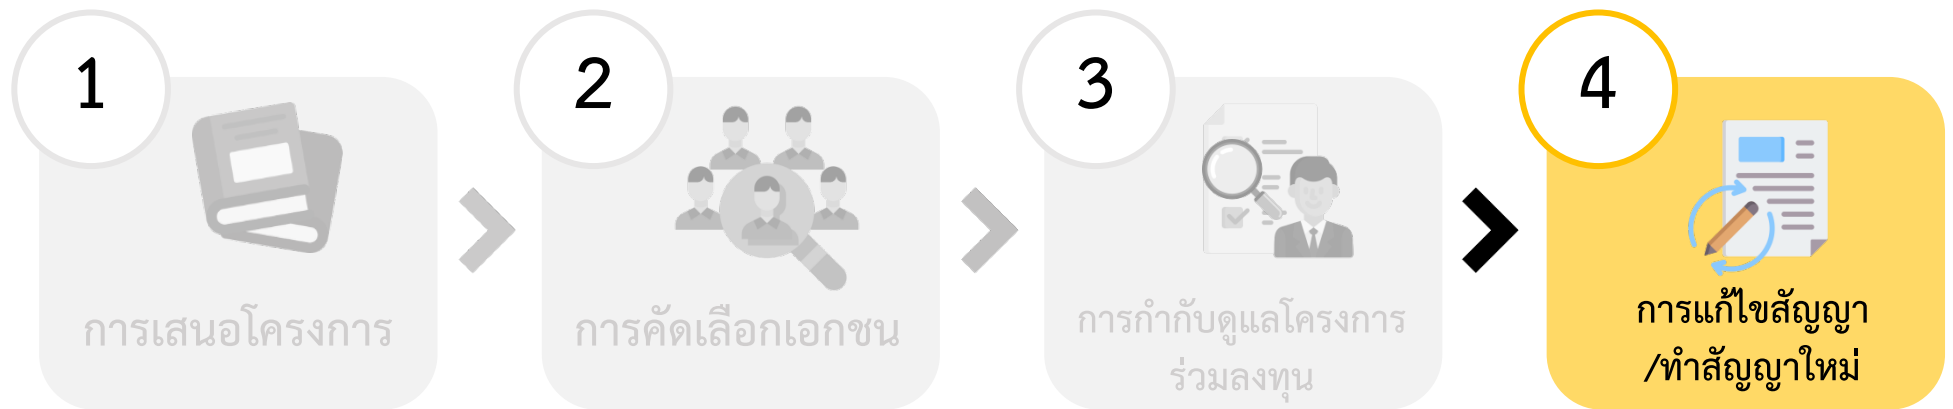 1
การเสนอโครงการ
2
การคัดเลือกเอกชน
3
การกำกับดูแลโครงการ
ร่วมลงทุน
4
การแก้ไขสัญญา
/ทำสัญญาใหม่